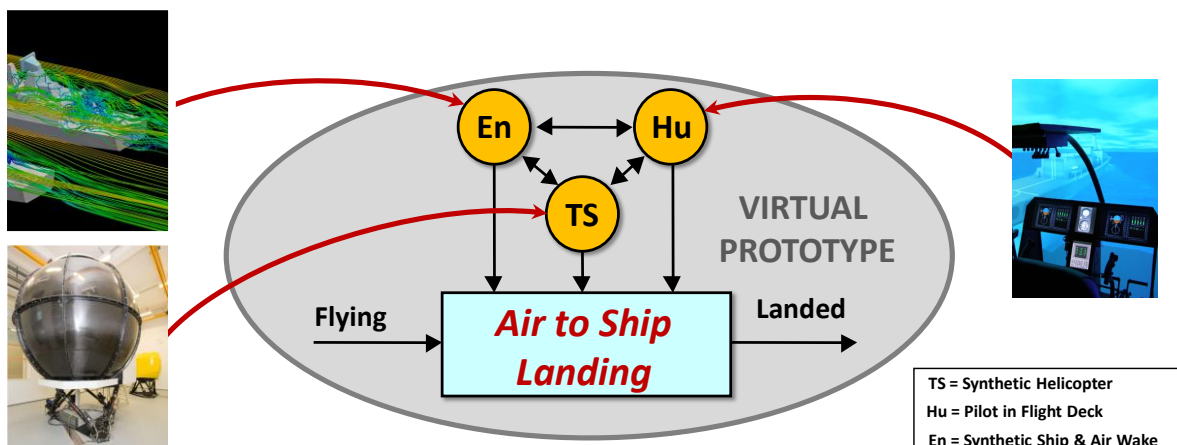 En
Hu
TS
VIRTUAL
PROTOTYPE
Flying
Air to Ship
Landing
Landed
TS = Synthetic Helicopter
Hu = Pilot in Flight Deck
En = Synthetic Ship & Air Wake